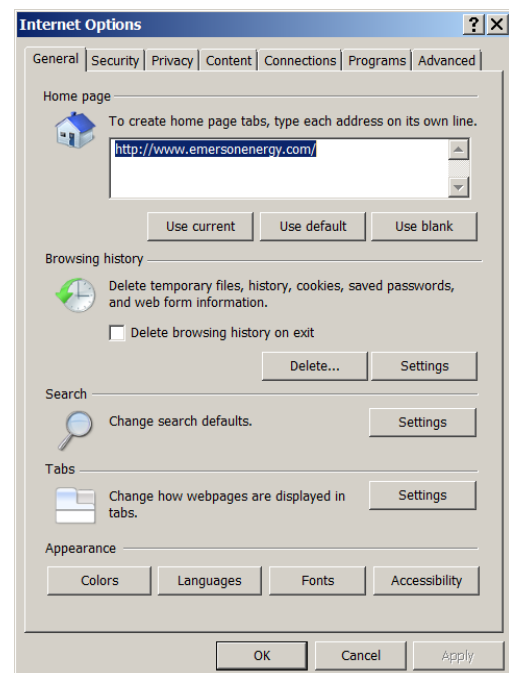 Internet Options
General Security Privacy Content Connections Programs Advanced
Home page
To create home page tabs, type each address on its own line.
http://www.emersonenergy.com/
Use current Use default Use blank
Browsing history
Delete temporary files, history, cookies, saved passwords,
and web form information.
Delete browsing history on exit
Delete... Settings
Search
Change search defaults. Settings
Tabs
Change how webpages are displayed in Settings
tabs.
Appearance
Colors Languages Fonts Accessibility
OK Cancel Apply